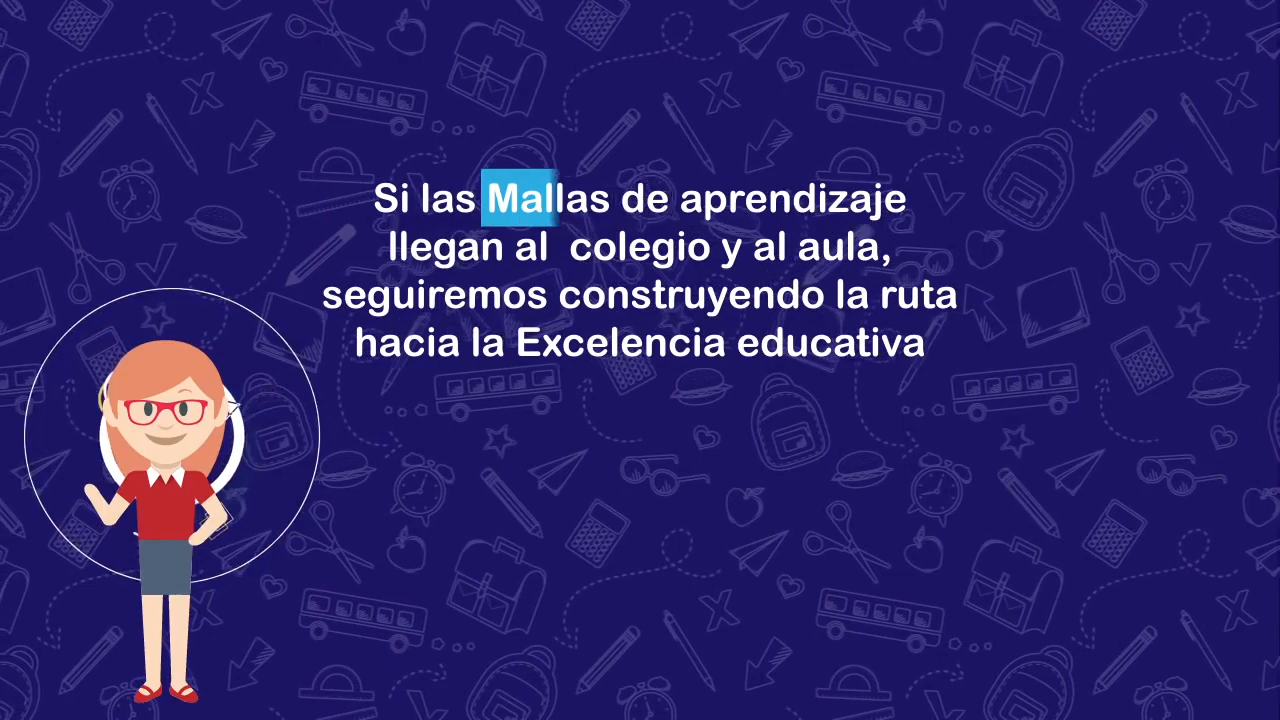 Si las Mallas de aprendizaje
llegan al  colegio y al aula,
seguiremos construyendo la ruta
hacia la Excelencia educativa